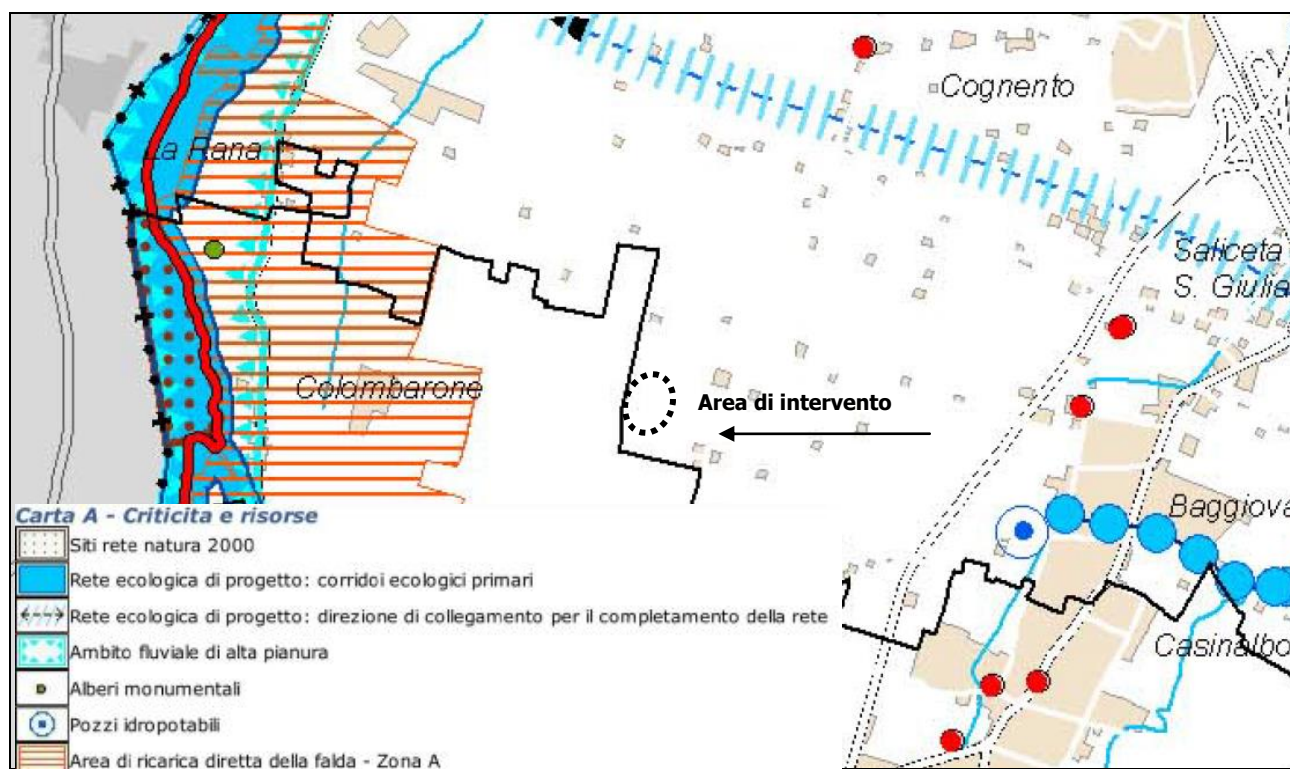 Cognento
La Rana
Saliceta
S. Giulia
Colombarone
Area di intervento
Baggiova
Casinalbo
Carta A - Criticita e risorse
Siti rete natura 2000
Rete ecologica di progetto: corridoi ecologici primari
Rete ecologica di progetto: direzione di collegamento per il completamento della rete
Ambito fluviale di alta pianura
Alberi monumentali
Pozzi idropotabili
Area di ricarica diretta della falda - Zona A